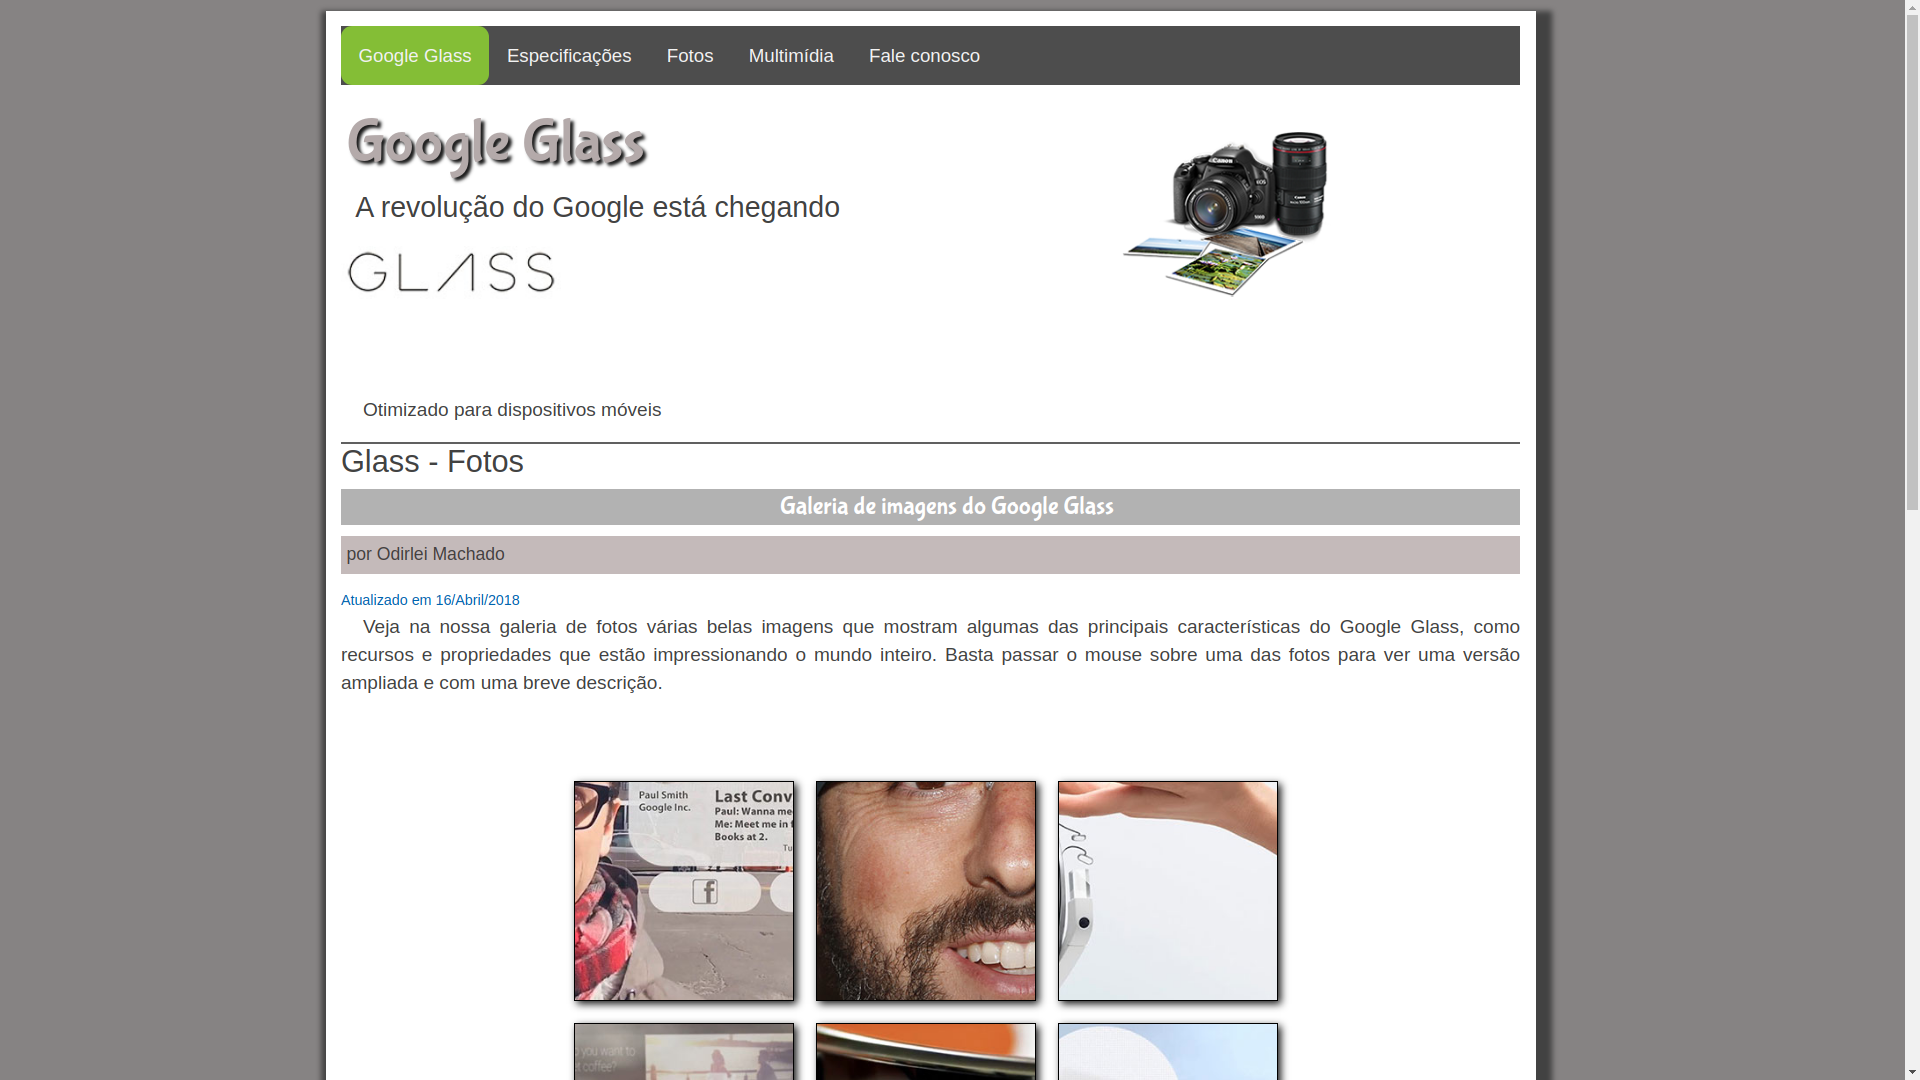 Google Glass Especificações Fotos Multimídia Fale conosco
Google Glass
A revolução do Google está chegando
GLASS
Canon
EOS
500D
Canon
Otimizado para dispositivos móveis
Glass - Fotos
Galeria de imagens do Google Glass
por Odirlei Machado
Atualizado em 16/Abril/2018
Veja na nossa galeria de fotos várias belas imagens que mostram algumas das principais características do Google Glass, como
recursos e propriedades que estão impressionando o mundo inteiro. Basta passar o mouse sobre uma das fotos para ver uma versão
ampliada e com uma breve descrição.
Paul Smith
Google Inc.
Last Conv
Paul: Wanna me
Me: Meet me in f
Books at 2.
Tu
f
o you want to
t coffee?